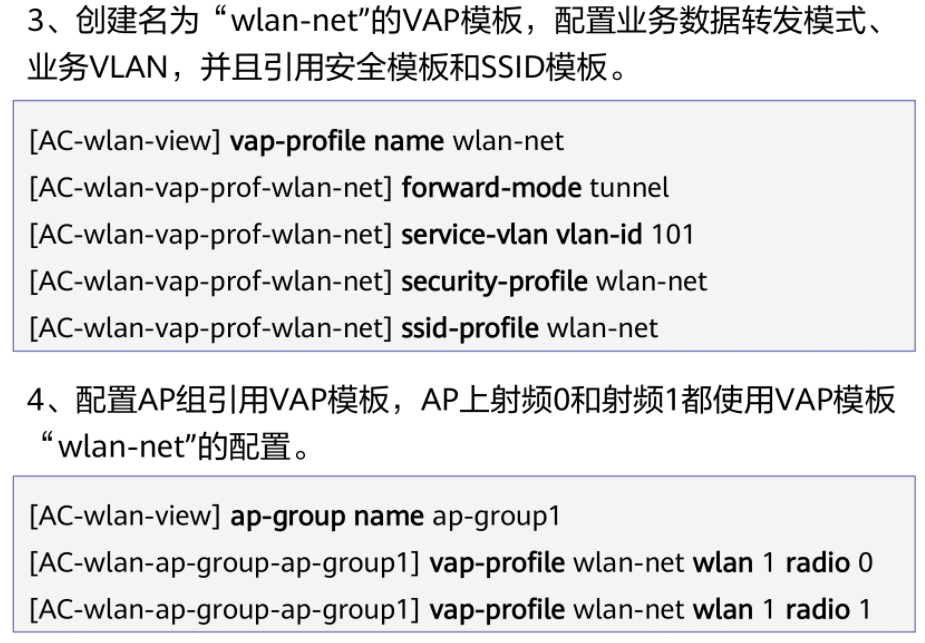 3、创建名为“wlan-net”的VAP模板，配置业务数据转发模式、
业务VLAN，并且引用安全模板和SSID模板。
[AC-wlan-view] vap-profile name wlan-net
[AC-wlan-vap-prof-wlan-net] forward-mode tunnel
[AC-wlan-vap-prof-wlan-net] service-vlan vlan-id 101
[AC-wlan-vap-prof-wlan-net] security-profile wlan-net
[AC-wlan-vap-prof-wlan-net] ssid-profile wlan-net
4、配置AP组引用VAP模板，AP上射频0和射频1都使用VAP模板
“wlan-net”的配置。
[AC-wlan-view] ap-group name ap-group1
[AC-wlan-ap-group-ap-group1] vap-profile wlan-net wlan 1 radio 0
[AC-wlan-ap-group-ap-group1] vap-profile wlan-net wlan 1 radio 1